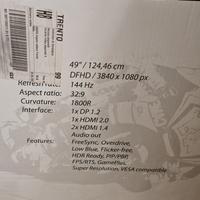 TRENTO
49" / 124,46 cm
DFHD / 3840 x 1080 px
Refresh rate:
144 Hz
Aspect ratio:
32:9
Curvature:
1800R
Interface:
1x DP 1.2
1x HDMI 2.0
2x HDMI 1.4
Audio out
FreeSync, Overdrive,
Low Blue, Flicker-free,
HDR Ready, PIP/PBP,
FPS/RTS, GamePlus,
Super Resolution, VESA compatible